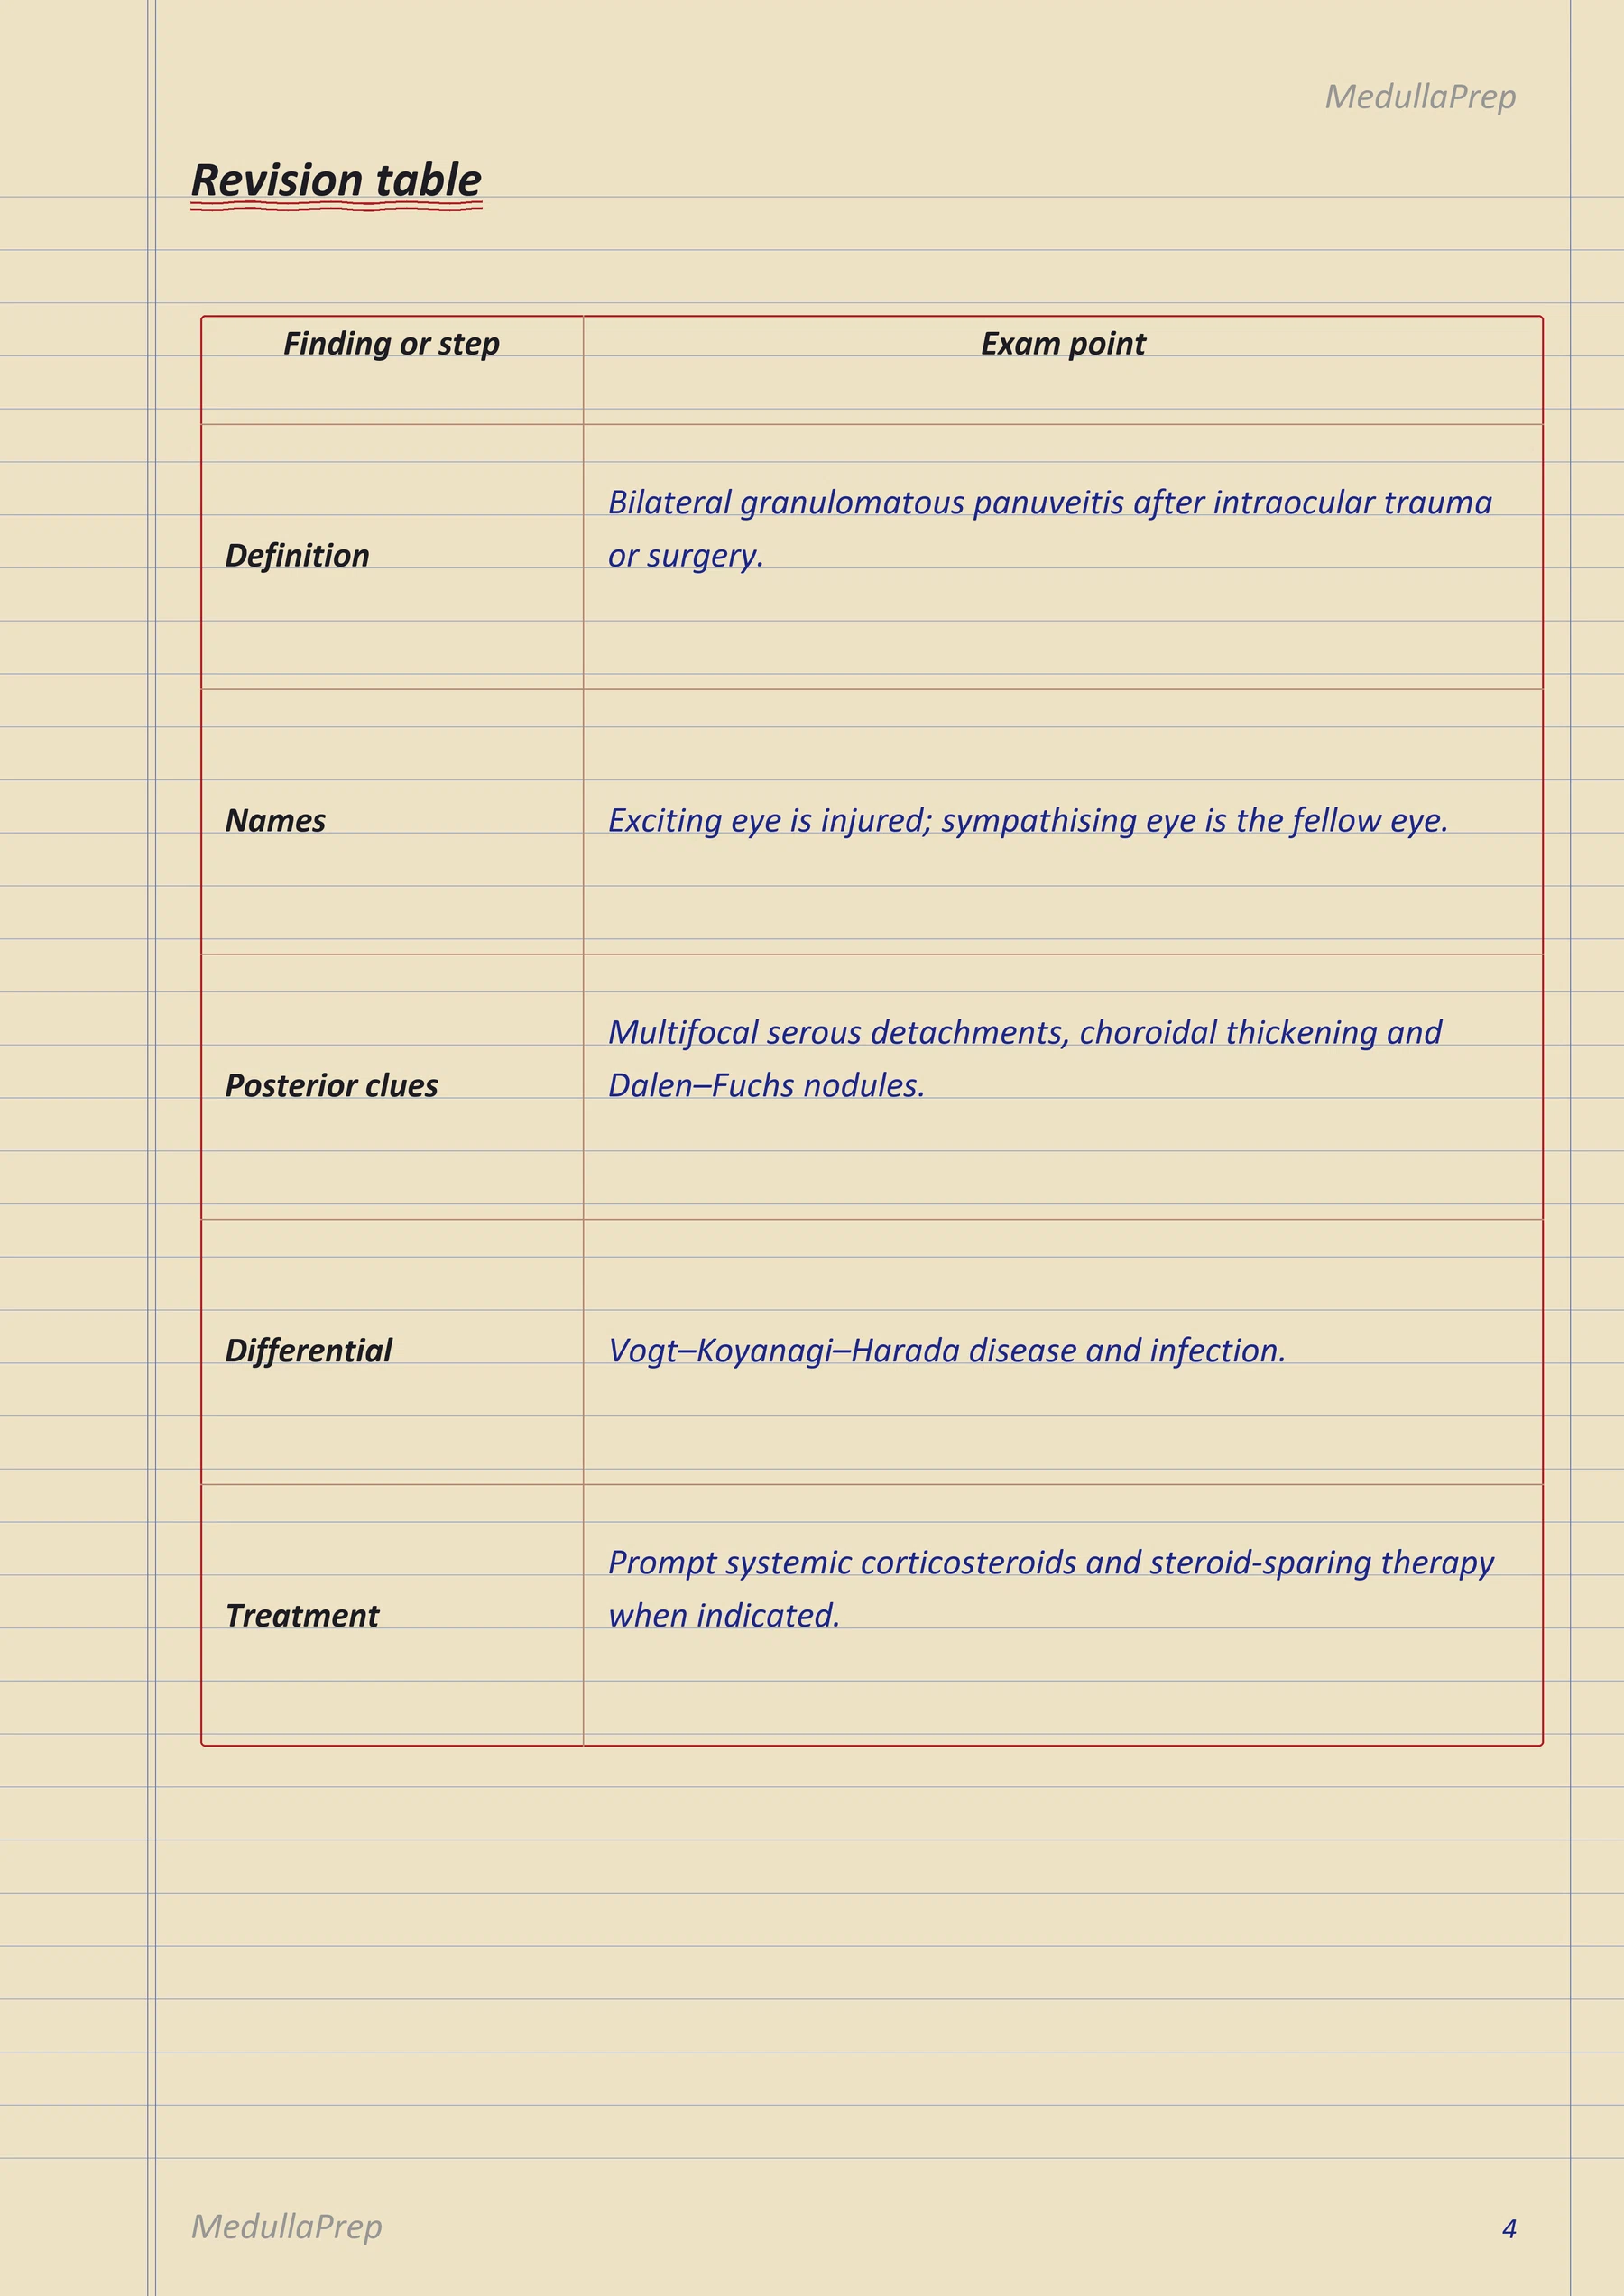 MedullaPrep
Revision table
Finding or step
Exam point
Definition
Bilateral granulomatous panuveitis after intraocular trauma
or surgery.
Names
Exciting eye is injured; sympathising eye is the fellow eye.
Posterior clues
Multifocal serous detachments, choroidal thickening and
Dalen–Fuchs nodules.
Differential
Vogt–Koyanagi–Harada disease and infection.
Treatment
Prompt systemic corticosteroids and steroid-sparing therapy
when indicated.
MedullaPrep
4